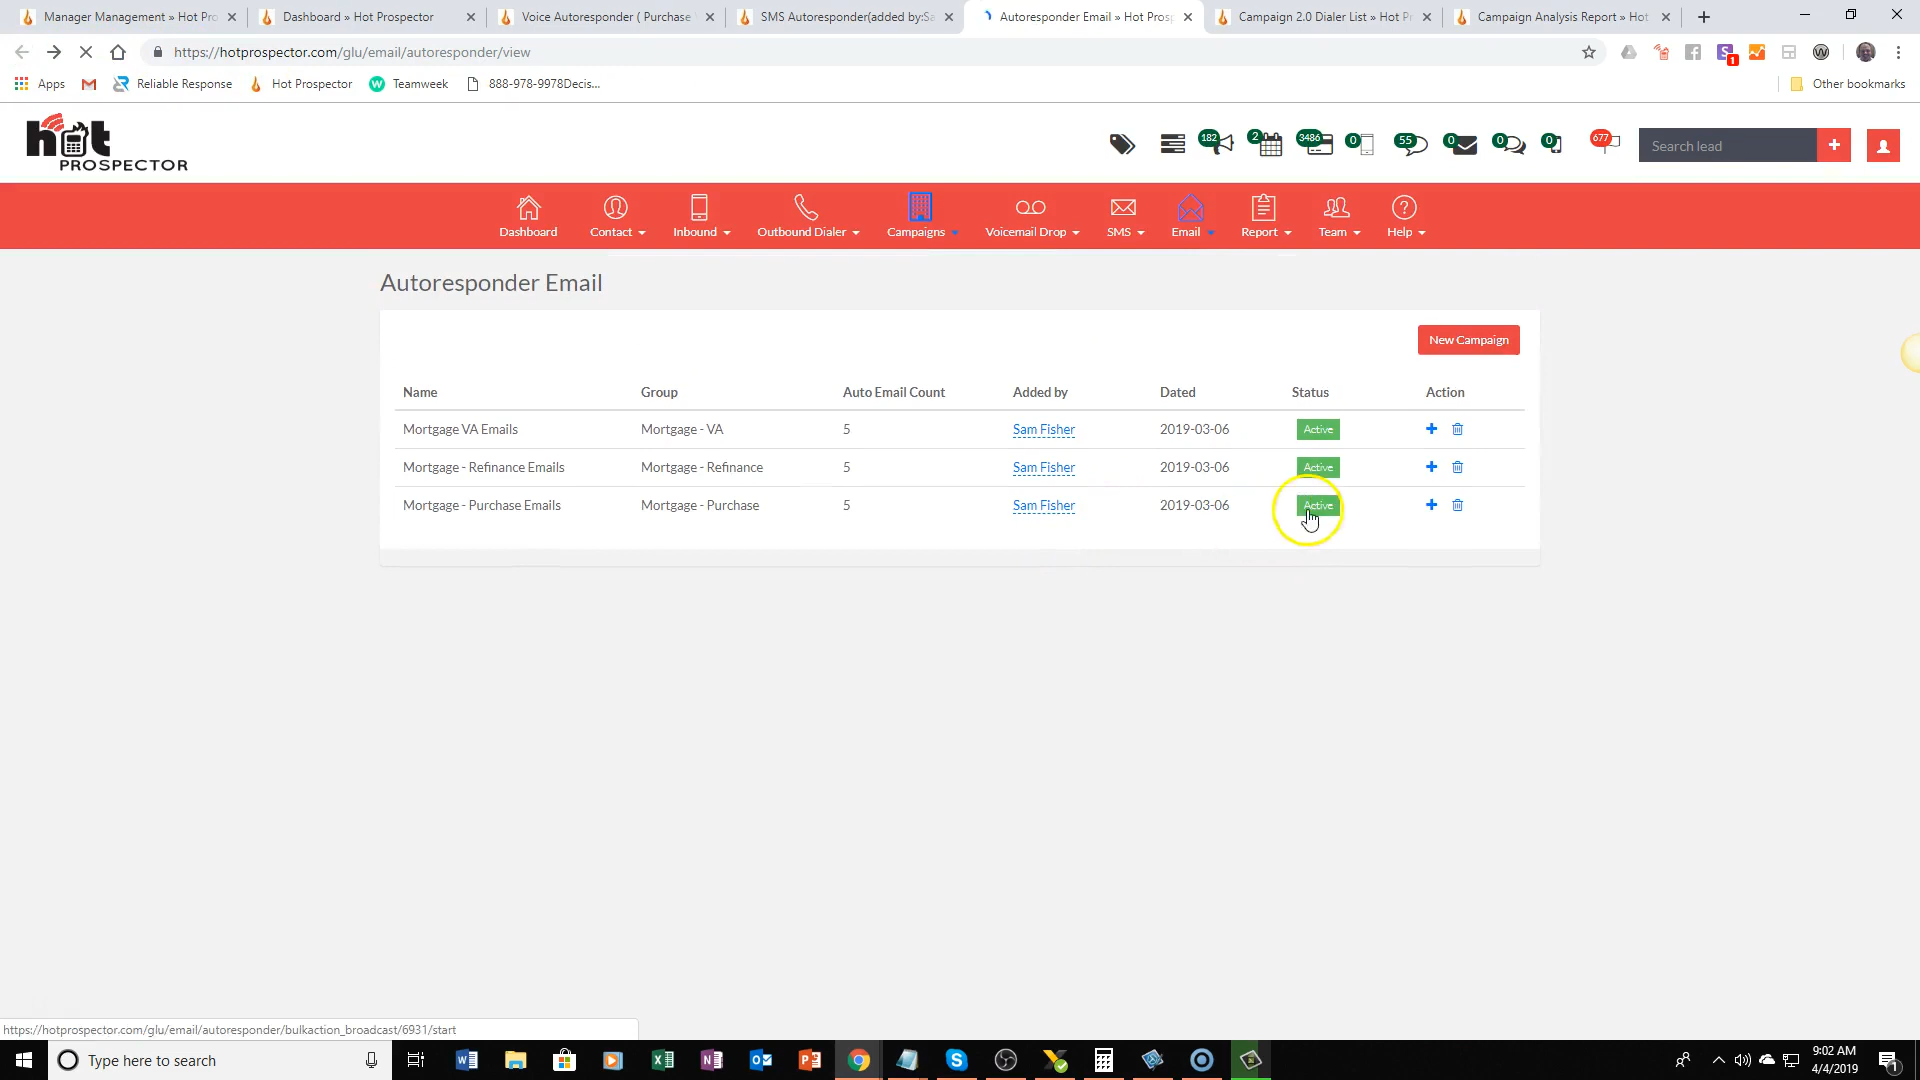 Manager Management » Hot Pro
Dashboard » Hot Prospector
Voice Autoresponder ( Purchase
SMS Autoresponder(added by:Sa
Autoresponder Email » Hot Prosp
Campaign 2.0 Dialer List » Hot Pr
Campaign Analysis Report » Hot
https://hotprospector.com/glu/email/autoresponder/view
1
Apps
Reliable Response
Hot Prospector
Teamweek
888-978-9978Decis...
Other bookmarks
hot PROSPECTOR
182
2
3486
0
55
0
0
0
677
Search lead
Dashboard
Contact
Inbound
Outbound Dialer
Campaigns
Voicemail Drop
SMS
Email
Report
Team
Help
Autoresponder Email
New Campaign
Name Group Auto Email Count Added by Dated Status Action
Mortgage VA Emails Mortgage - VA 5 Sam Fisher 2019-03-06 Active
Mortgage - Refinance Emails Mortgage - Refinance 5 Sam Fisher 2019-03-06 Active
Mortgage - Purchase Emails Mortgage - Purchase 5 Sam Fisher 2019-03-06 Active
https://hotprospector.com/glu/email/autoresponder/bulkaction_broadcast/6931/start
Type here to search
9:02 AM
4/4/2019
1